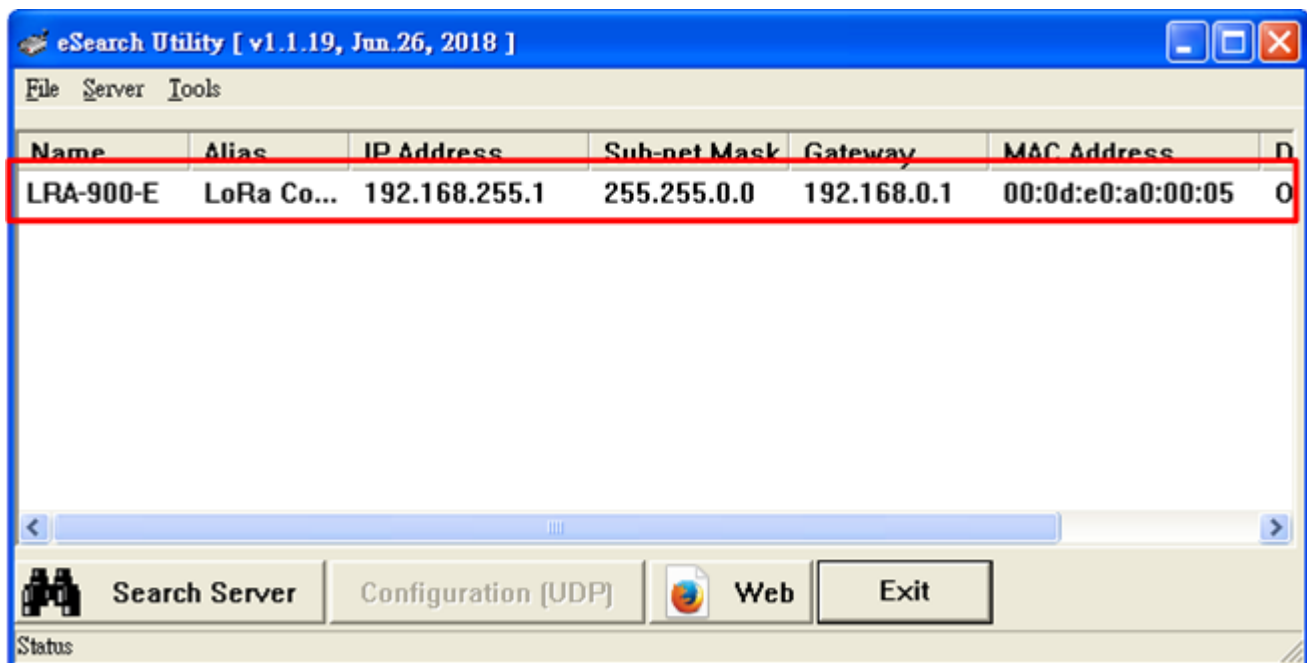 eSearch Utility [ v1.1.19, Jun.26, 2018 ]
File Server Tools
Name Alias IP Address Sub-net Mask Gateway MAC Address D
LRA-900-E LoRa Co... 192.168.255.1 255.255.0.0 192.168.0.1 00:0d:e0:a0:00:05 O
Search Server Configuration (UDP) Web Exit
Status